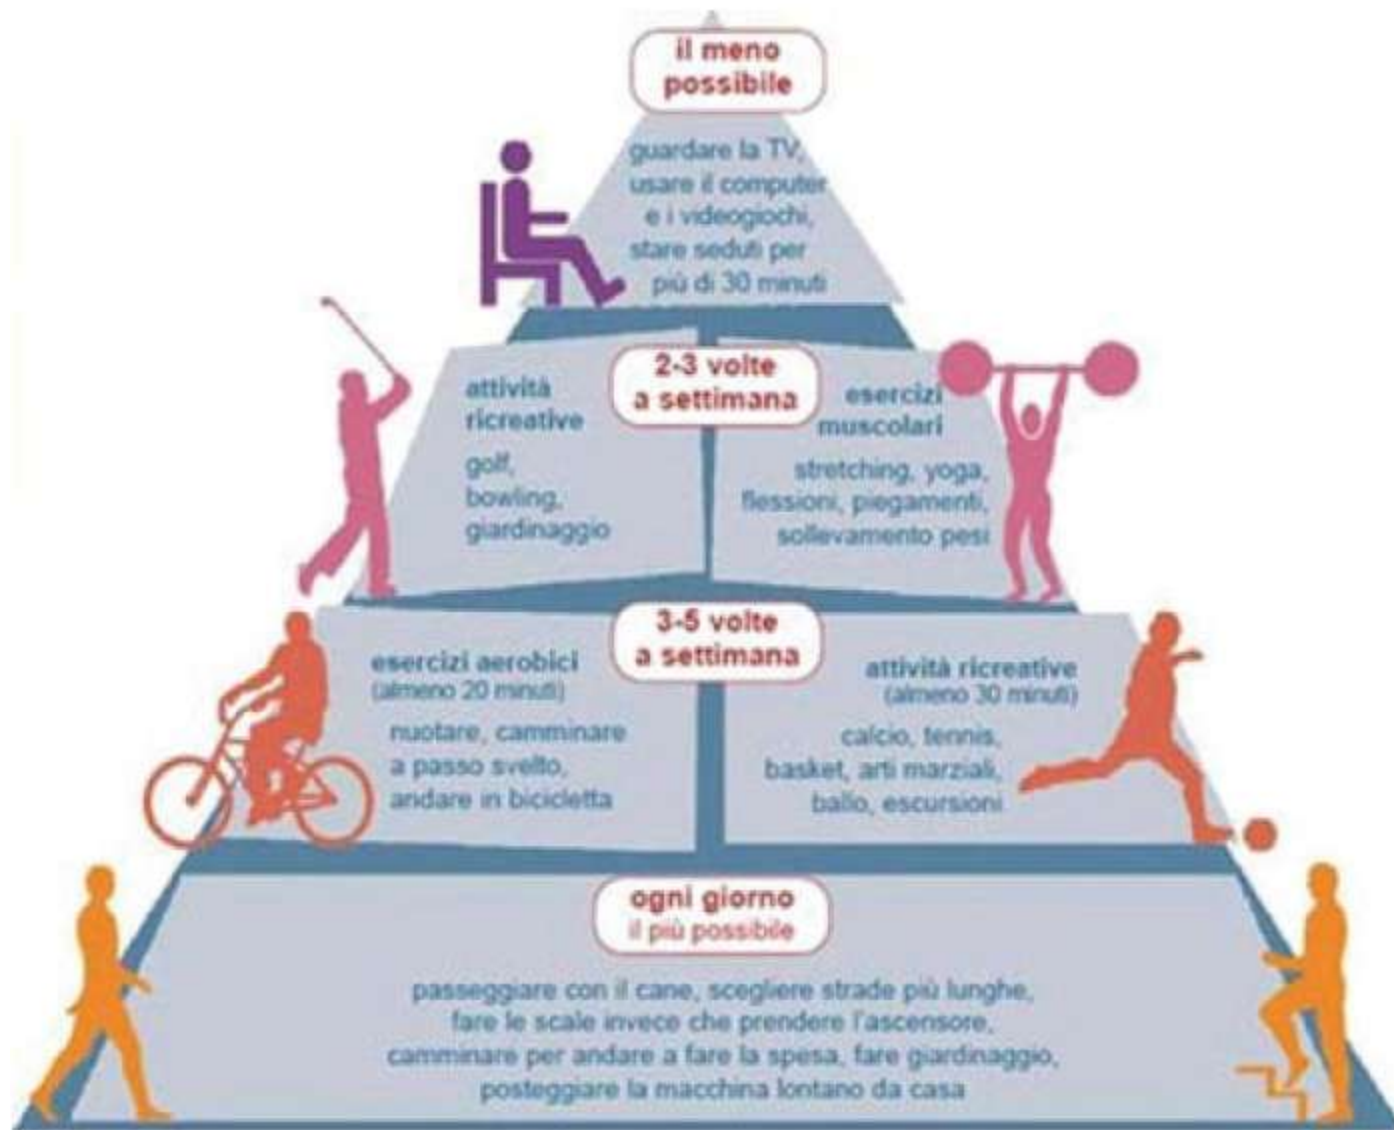 il meno
possibile
guardare la TV,
usare il computer
e i videogiochi,
stare seduti per
più di 30 minuti
2-3 volte
a settimana
attività
ricreative
golf,
bowling,
giardinaggio
esercizi
muscolari
stretching, yoga,
flessioni, piegamenti,
sollevamento pesi
3-5 volte
a settimana
esercizi aerobici
(almeno 20 minuti)
nuotare, camminare
a passo svelto,
andare in bicicletta
attività ricreative
(almeno 30 minuti)
calcio, tennis,
basket, arti marziali,
ballo, escursioni
ogni giorno
il più possibile
passeggiare con il cane, scegliere strade più lunghe,
fare le scale invece che prendere l'ascensore,
camminare per andare a fare la spesa, fare giardinaggio,
posteggiare la macchina lontano da casa